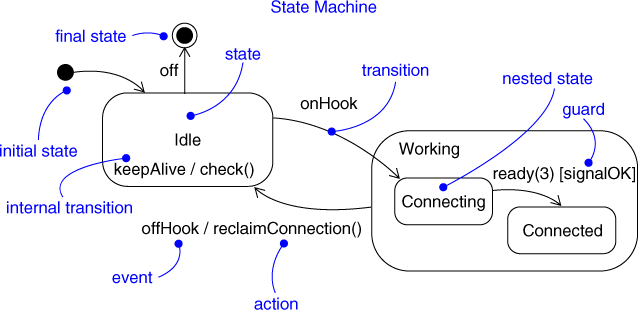 State Machine
final state
off
state
transition
nested state
onHook
guard
Idle
Working
initial state
keepAlive / check()
ready(3) [signalOK]
Connecting
internal transition
offHook / reclaimConnection()
Connected
event
action